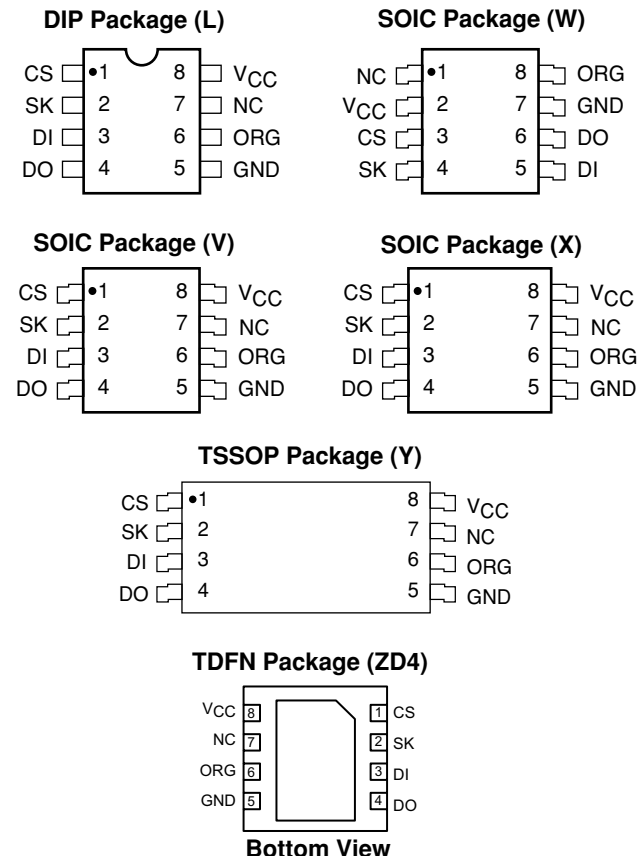 DIP Package (L)
CS •1 8 VCC
SK 2 7 NC
DI 3 6 ORG
DO 4 5 GND
SOIC Package (W)
NC •1 8 ORG
VCC 2 7 GND
CS 3 6 DO
SK 4 5 DI
SOIC Package (V)
CS •1 8 VCC
SK 2 7 NC
DI 3 6 ORG
DO 4 5 GND
SOIC Package (X)
CS •1 8 VCC
SK 2 7 NC
DI 3 6 ORG
DO 4 5 GND
TSSOP Package (Y)
CS •1 8 VCC
SK 2 7 NC
DI 3 6 ORG
DO 4 5 GND
TDFN Package (ZD4)
VCC 8 1 CS
NC 7 2 SK
ORG 6 3 DI
GND 5 4 DO
Bottom View